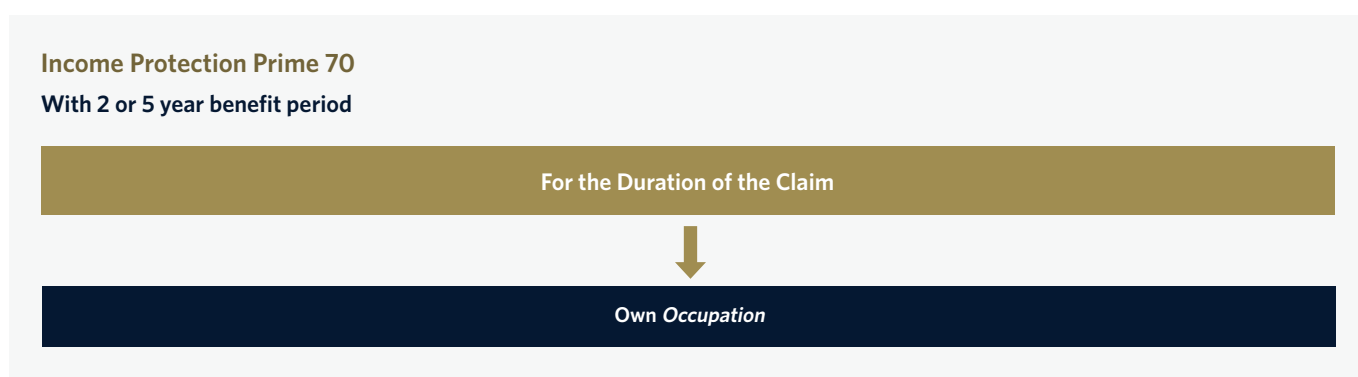 Income Protection Prime 70
With 2 or 5 year benefit period
For the Duration of the Claim
Own Occupation